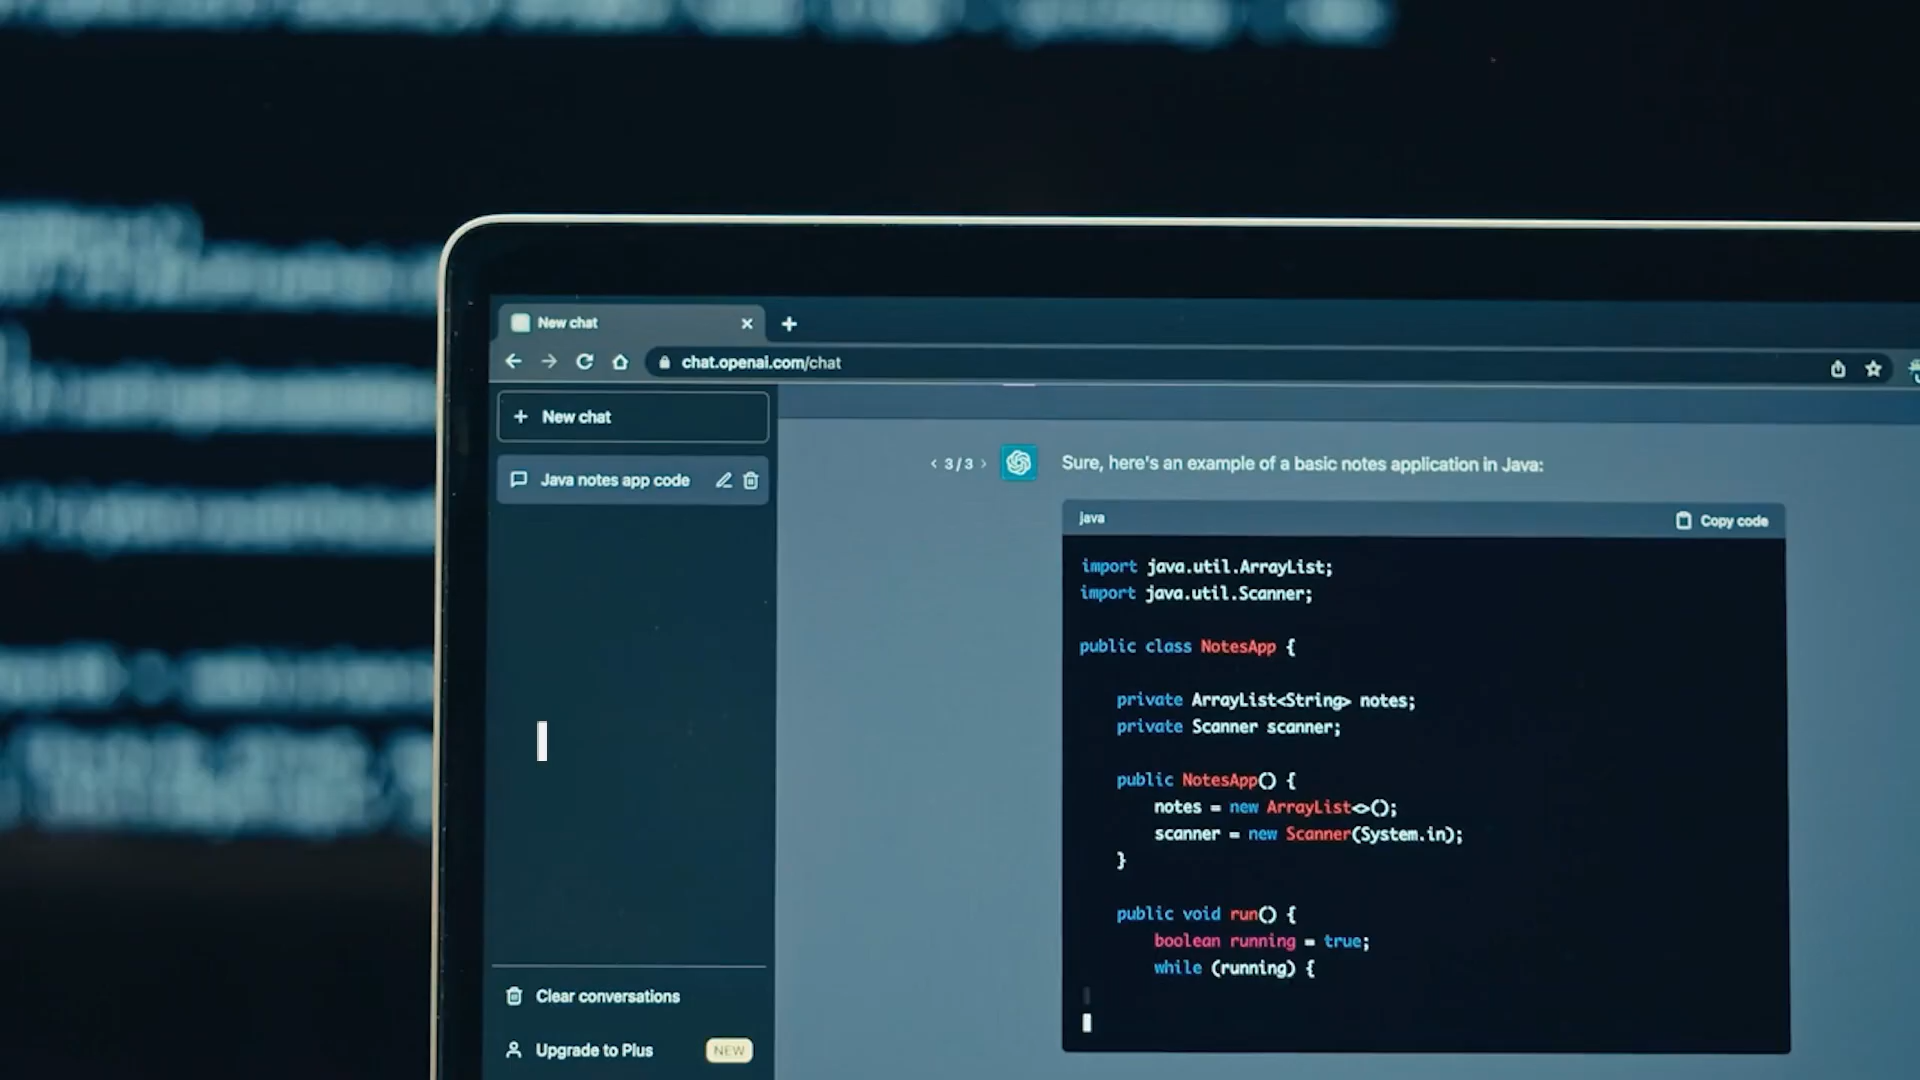 New chat
chat.openai.com/chat
New chat
Java notes app code
Clear conversations
Upgrade to Plus NEW
3/3
Sure, here's an example of a basic notes application in Java:
java
Copy code
import java.util.ArrayList;
import java.util.Scanner;
public class NotesApp {
private ArrayList<String> notes;
private Scanner scanner;
public NotesApp() {
notes = new ArrayList<>();
scanner = new Scanner(System.in);
}
public void run() {
boolean running = true;
while (running) {